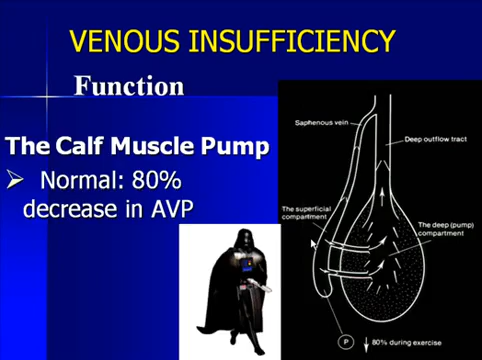 VENOUS INSUFFICIENCY
Function
The Calf Muscle Pump
Normal: 80%
decrease in AVP
Saphenous vein
Deep outflow tract
The superficial
compartment
The deep (pump)
compartment
P
80% during exercise